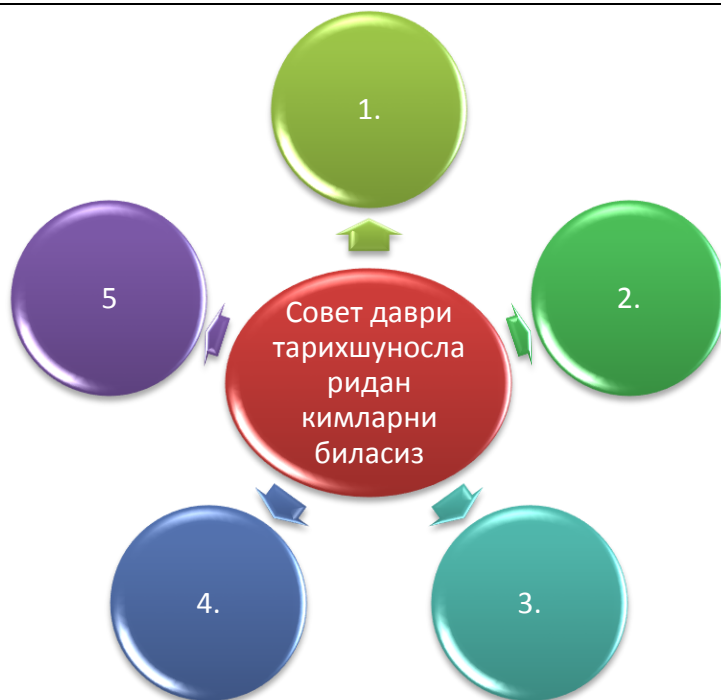 1.
2.
3.
4.
5
Совет даври
тарихшуносла
ридан
кимларни
биласиз